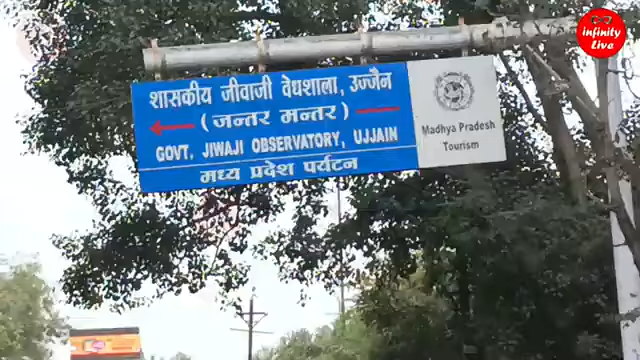 infinity
Live
शासकीय जीवाजी वेधशाला, उज्जैन
(जन्तर मन्तर)
GOVT. JIWAJI OBSERVATORY, UJJAIN
मध्य प्रदेश पर्यटन
Madhya Pradesh
Tourism